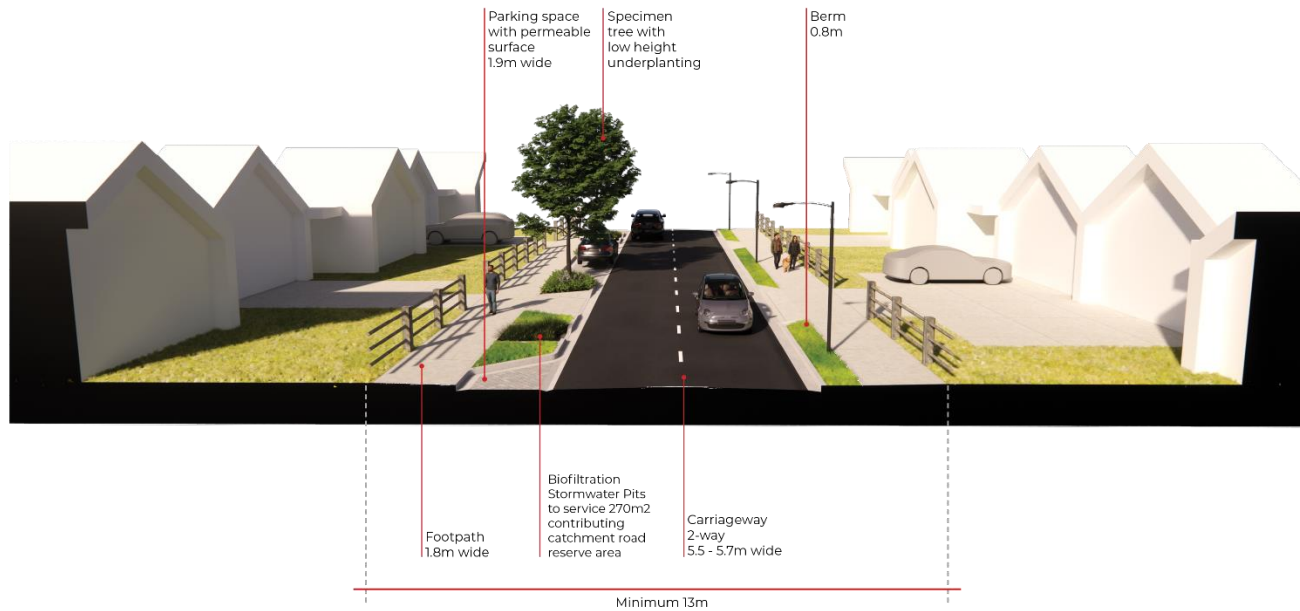 Parking space
with permeable
surface
1.9m wide
Specimen
tree with
low height
underplanting
Berm
0.8m
Footpath
1.8m wide
Biofiltration
Stormwater Pits
to service 270m2
contributing
catchment road
reserve area
Carriageway
2-way
5.5 - 5.7m wide
Minimum 13m